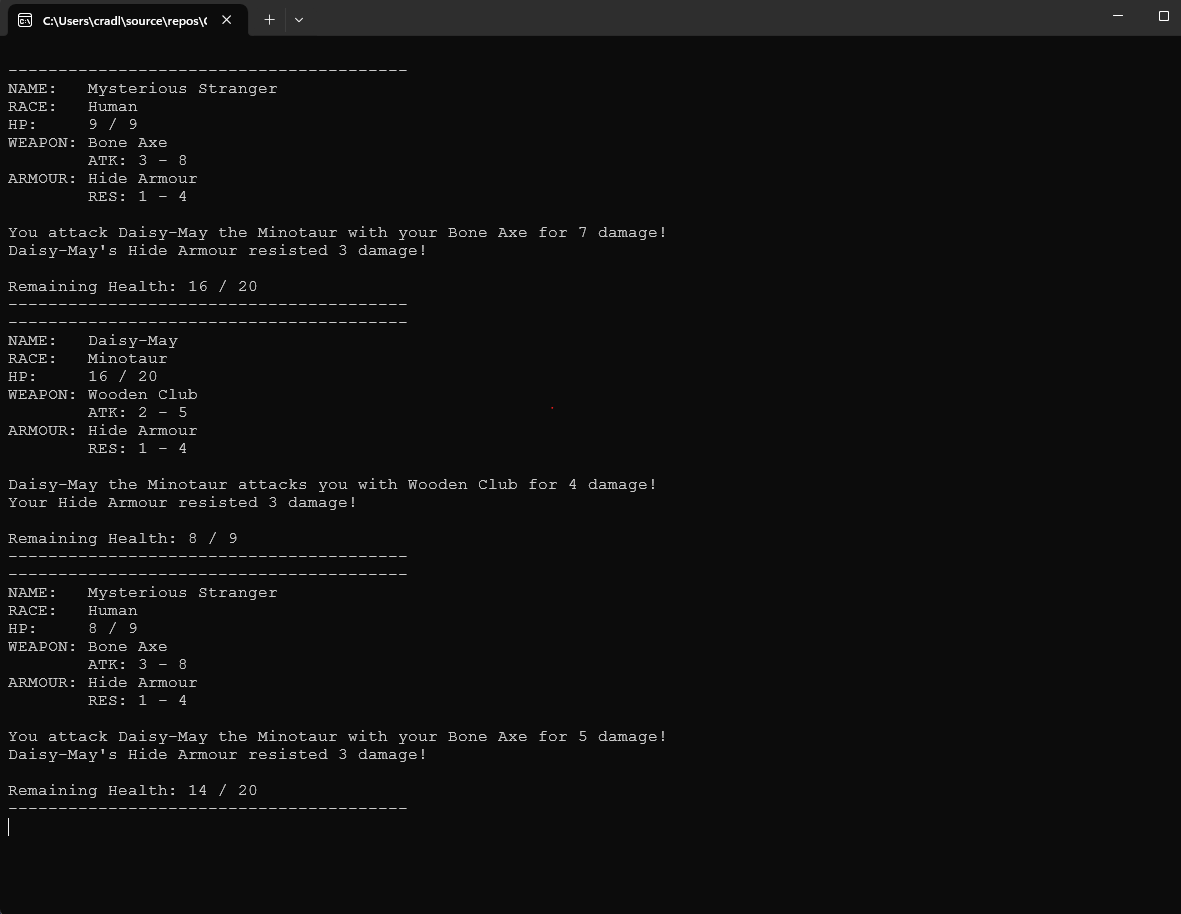 C:\Users\cradl\source\repos\C
----------------------------------------
NAME:   Mysterious Stranger
RACE:   Human
HP:     9 / 9
WEAPON: Bone Axe
        ATK: 3 - 8
ARMOUR: Hide Armour
        RES: 1 - 4
You attack Daisy-May the Minotaur with your Bone Axe for 7 damage!
Daisy-May's Hide Armour resisted 3 damage!
Remaining Health: 16 / 20
----------------------------------------
----------------------------------------
NAME:   Daisy-May
RACE:   Minotaur
HP:     16 / 20
WEAPON: Wooden Club
        ATK: 2 - 5
ARMOUR: Hide Armour
        RES: 1 - 4
Daisy-May the Minotaur attacks you with Wooden Club for 4 damage!
Your Hide Armour resisted 3 damage!
Remaining Health: 8 / 9
----------------------------------------
----------------------------------------
NAME:   Mysterious Stranger
RACE:   Human
HP:     8 / 9
WEAPON: Bone Axe
        ATK: 3 - 8
ARMOUR: Hide Armour
        RES: 1 - 4
You attack Daisy-May the Minotaur with your Bone Axe for 5 damage!
Daisy-May's Hide Armour resisted 3 damage!
Remaining Health: 14 / 20
----------------------------------------